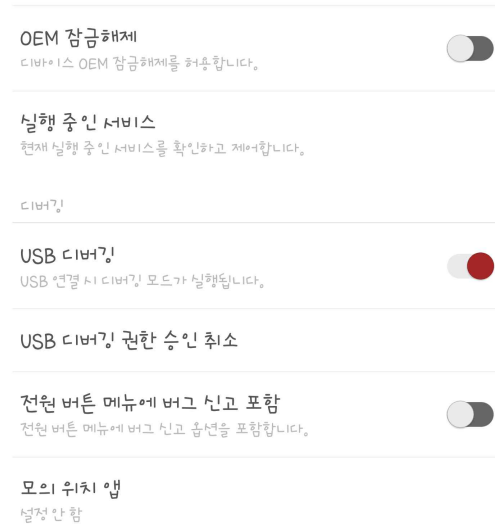 OEM 잠금해제
디바이스 OEM 잠금해제를 허용합니다.
실행 중인 서비스
현재 실행 중인 서비스를 확인하고 제어합니다.
디버깅
USB 디버깅
USB 연결 시 디버깅 모드가 실행됩니다.
USB 디버깅 권한 승인 취소
전원 버튼 메뉴에 버그 신고 포함
전원 버튼 메뉴에 버그 신고 옵션을 포함합니다.
모의 위치 앱
설정 안 함